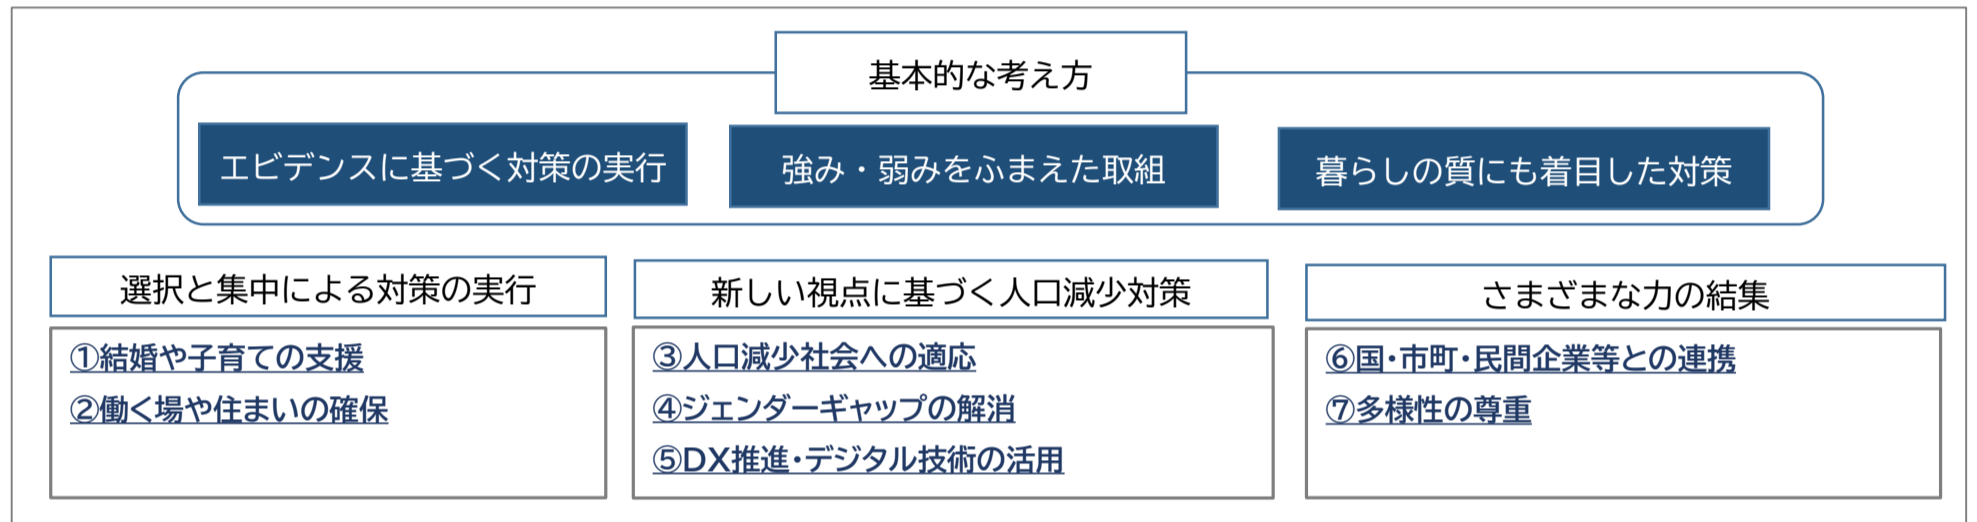 基本的な考え方
エビデンスに基づく対策の実行
強み・弱みをふまえた取組
暮らしの質にも着目した対策
選択と集中による対策の実行
①結婚や子育ての支援
②働く場や住まいの確保
新しい視点に基づく人口減少対策
③人口減少社会への適応
④ジェンダーギャップの解消
⑤DX推進・デジタル技術の活用
さまざまな力の結集
⑥国・市町・民間企業等との連携
⑦多様性の尊重